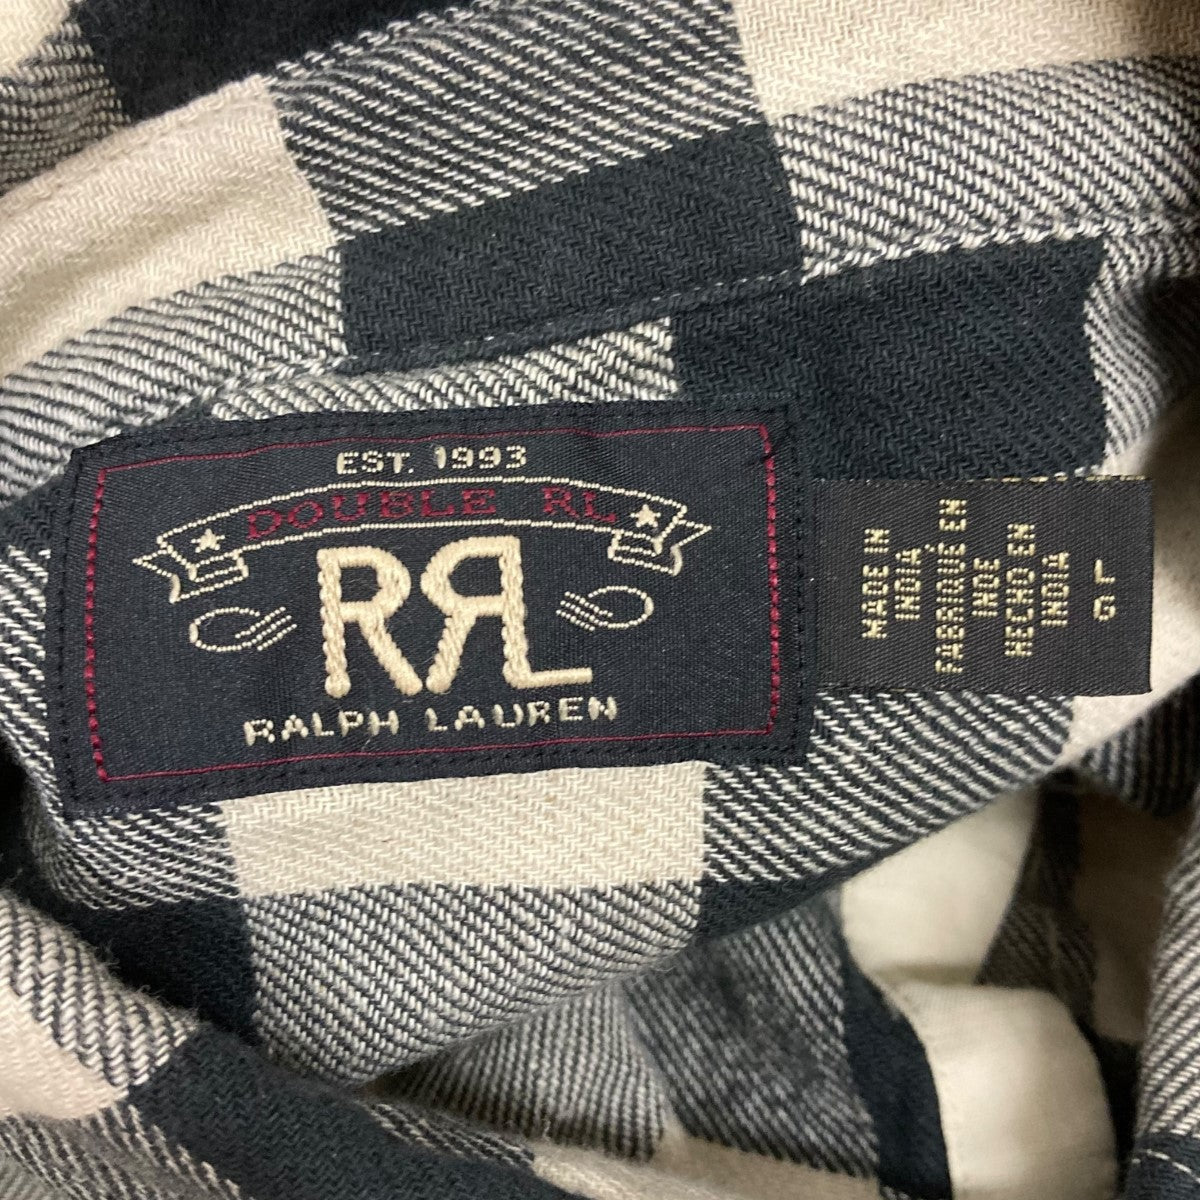 EST. 1993
DOUBLE RL
RRL
RALPH LAUREN
MADE IN
INDIA
FABRIQUÉ EN
INDE
HECHO EN
INDIA
L
G